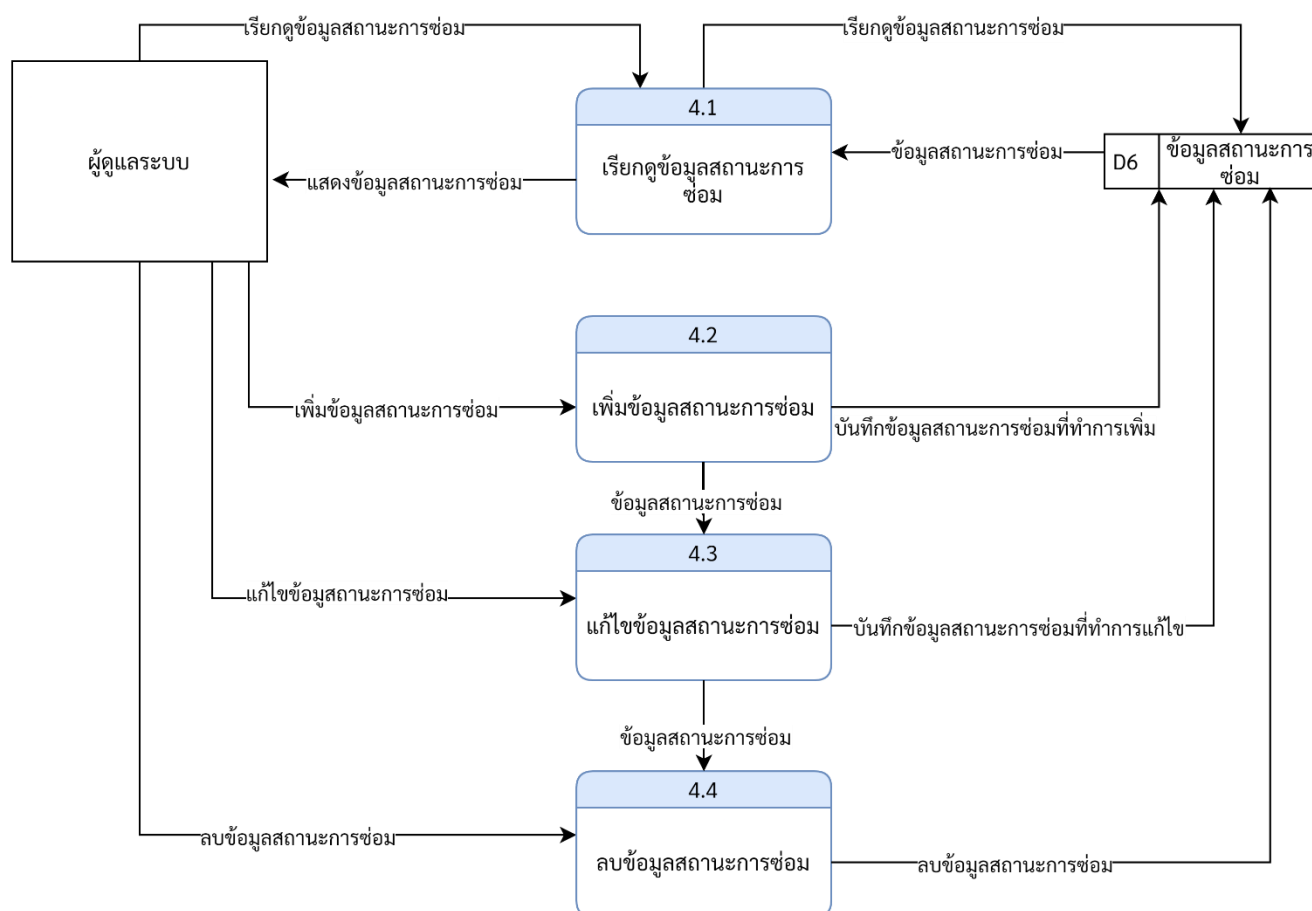 เรียกดูข้อมูลสถานะการซ่อม
เรียกดูข้อมูลสถานะการซ่อม
4.1
ผู้ดูแลระบบ
เรียกดูข้อมูลสถานะการ
ซ่อม
ข้อมูลสถานะการซ่อม
D6
ข้อมูลสถานะการ
ซ่อม
แสดงข้อมูลสถานะการซ่อม
4.2
เพิ่มข้อมูลสถานะการซ่อม
เพิ่มข้อมูลสถานะการซ่อม
บันทึกข้อมูลสถานะการซ่อมที่ทำการเพิ่ม
ข้อมูลสถานะการซ่อม
4.3
แก้ไขข้อมูสถานะการซ่อม
แก้ไขข้อมูลสถานะการซ่อม
บันทึกข้อมูลสถานะการซ่อมที่ทำการแก้ไข
ข้อมูลสถานะการซ่อม
4.4
ลบข้อมูลสถานะการซ่อม
ลบข้อมูลสถานะการซ่อม
ลบข้อมูลสถานะการซ่อม